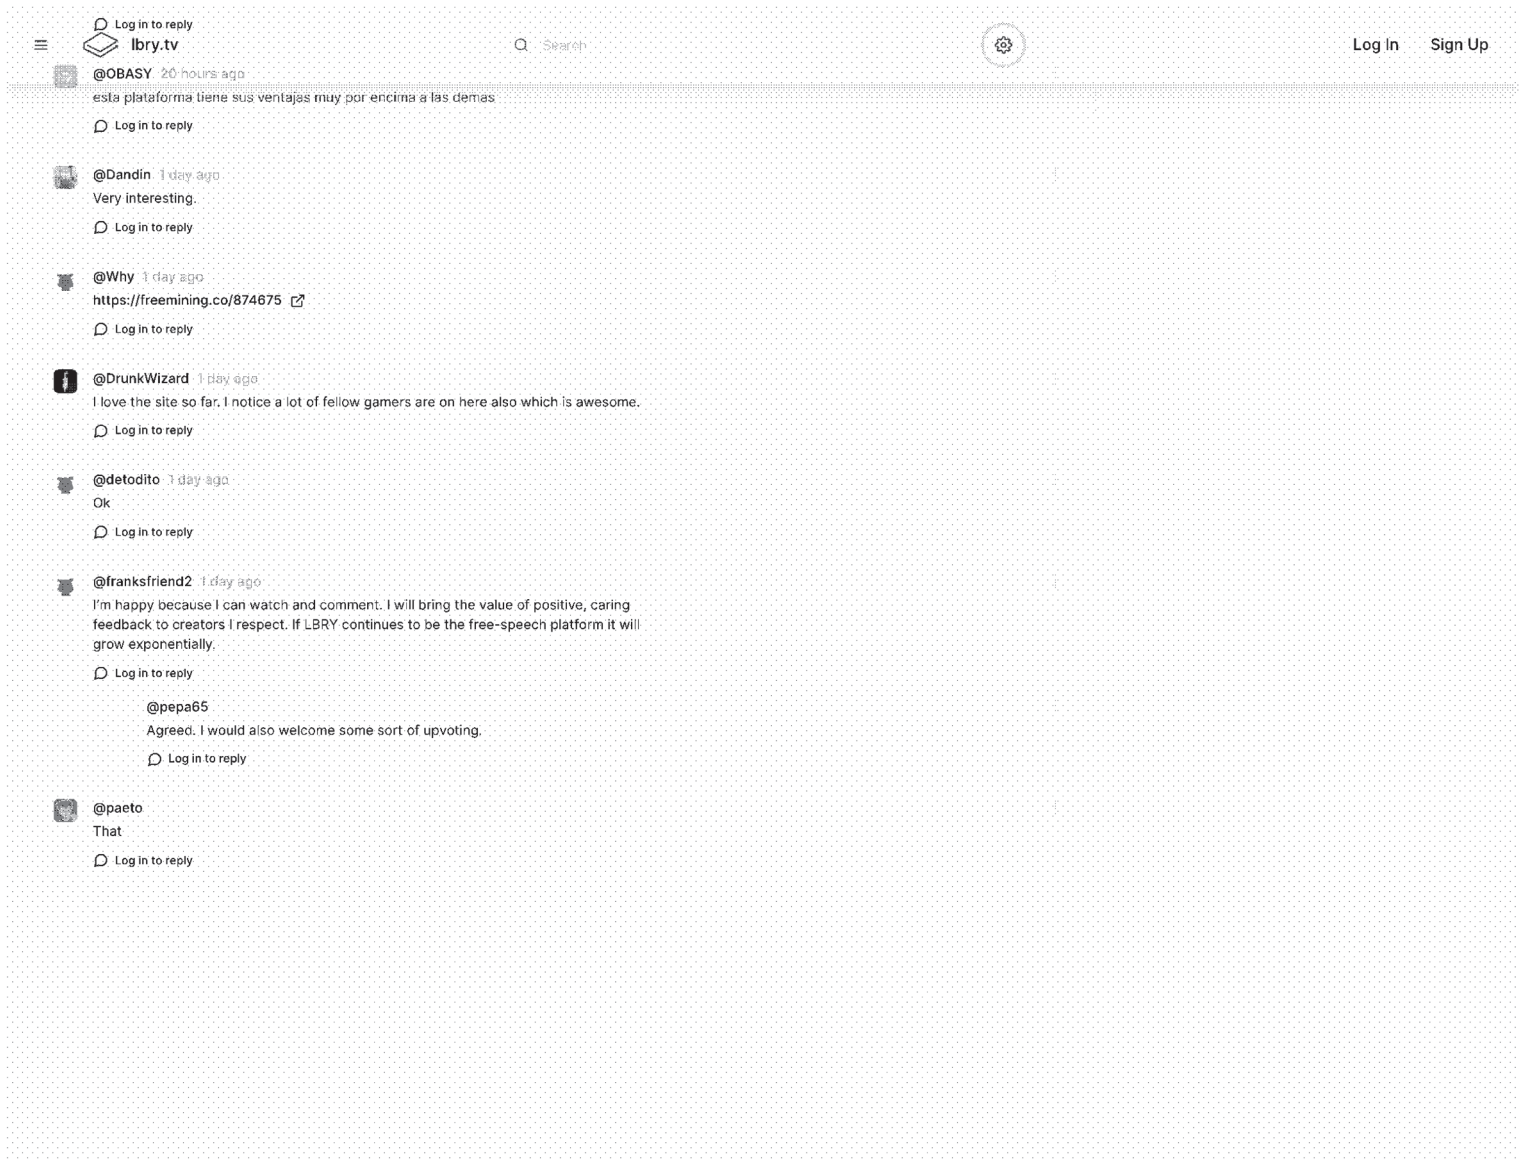 Log in to reply
lbry.tv
Search
Log In
Sign Up
@OBASY 20 hours ago
esta plataforma tiene sus ventajas muy por encima a las demas
Log in to reply
@Dandin 1 day ago
Very interesting.
Log in to reply
@Why 1 day ago
https://freemining.co/874675
Log in to reply
@DrunkWizard 1 day ago
I love the site so far. I notice a lot of fellow gamers are on here also which is awesome.
Log in to reply
@detodito 1 day ago
Ok
Log in to reply
@franksfriend2 1 day ago
I'm happy because I can watch and comment. I will bring the value of positive, caring
feedback to creators I respect. If LBRY continues to be the free-speech platform it will
grow exponentially.
Log in to reply
@pepa65
Agreed. I would also welcome some sort of upvoting.
Log in to reply
@paeto
That
Log in to reply